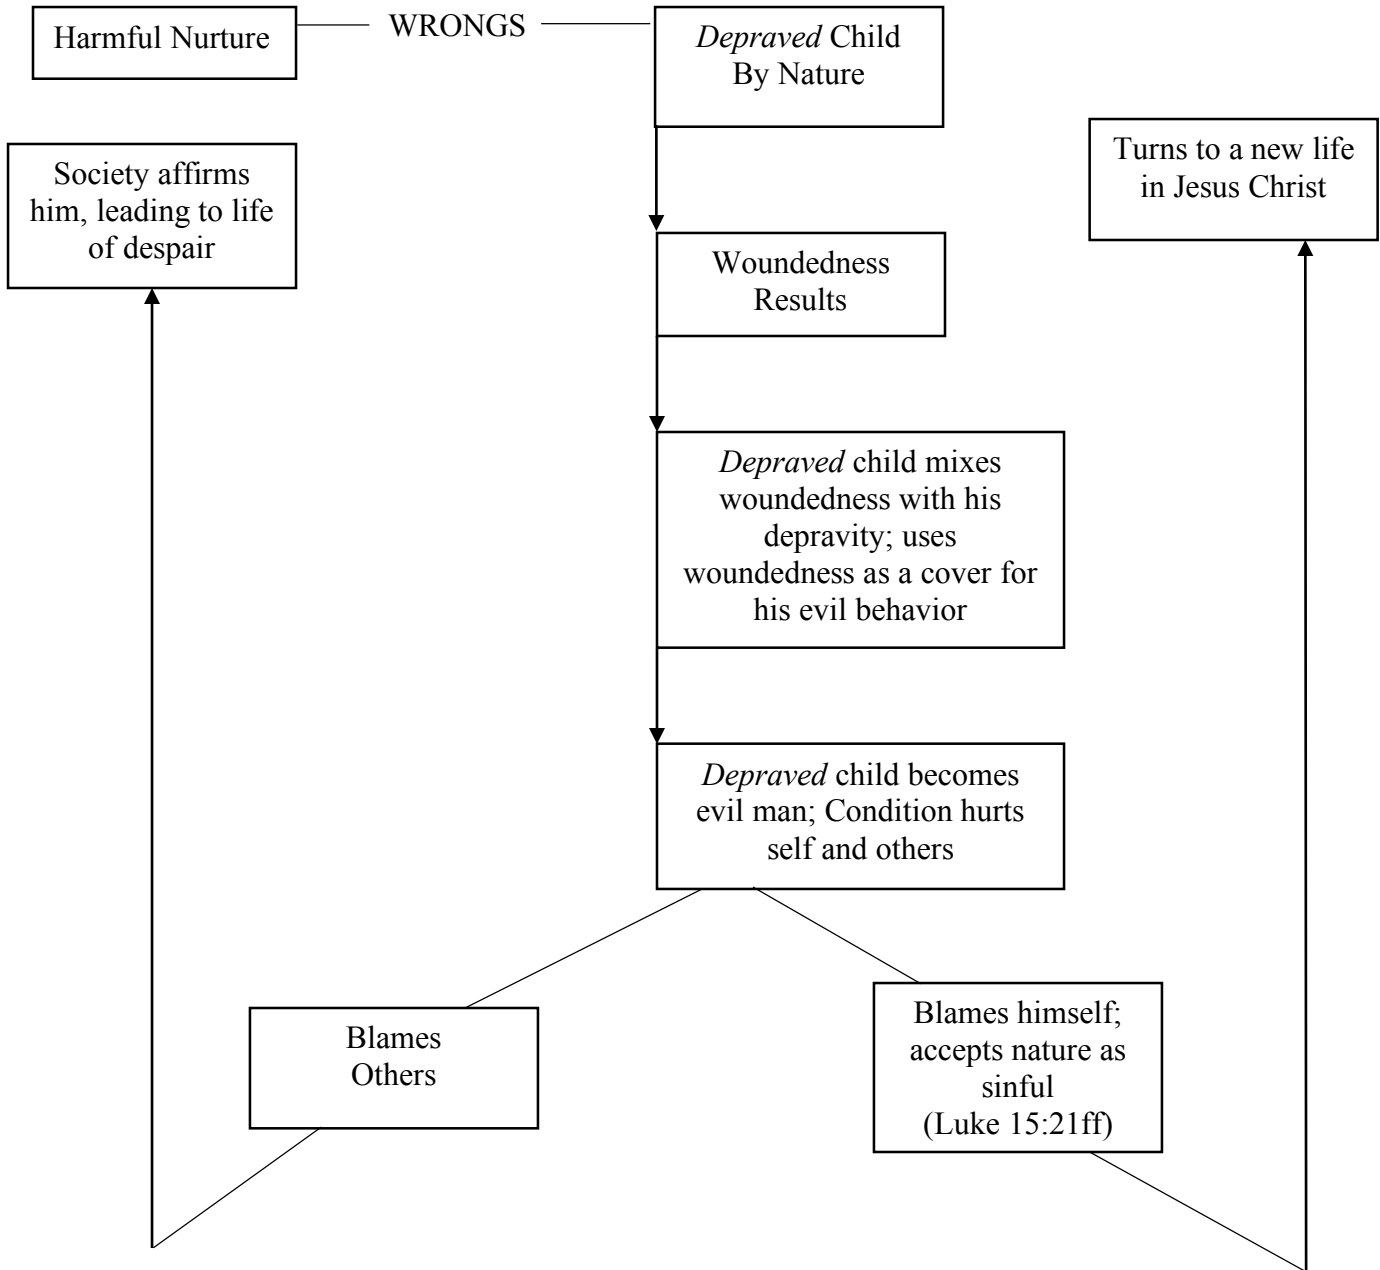 Harmful Nurture
WRONGS
Depraved Child
By Nature
Society affirms
him, leading to life
of despair
Turns to a new life
in Jesus Christ
Woundedness
Results
Depraved child mixes
woundedness with his
depravity; uses
woundedness as a cover for
his evil behavior
Depraved child becomes
evil man; Condition hurts
self and others
Blames
Others
Blames himself;
accepts nature as
sinful
(Luke 15:21ff)